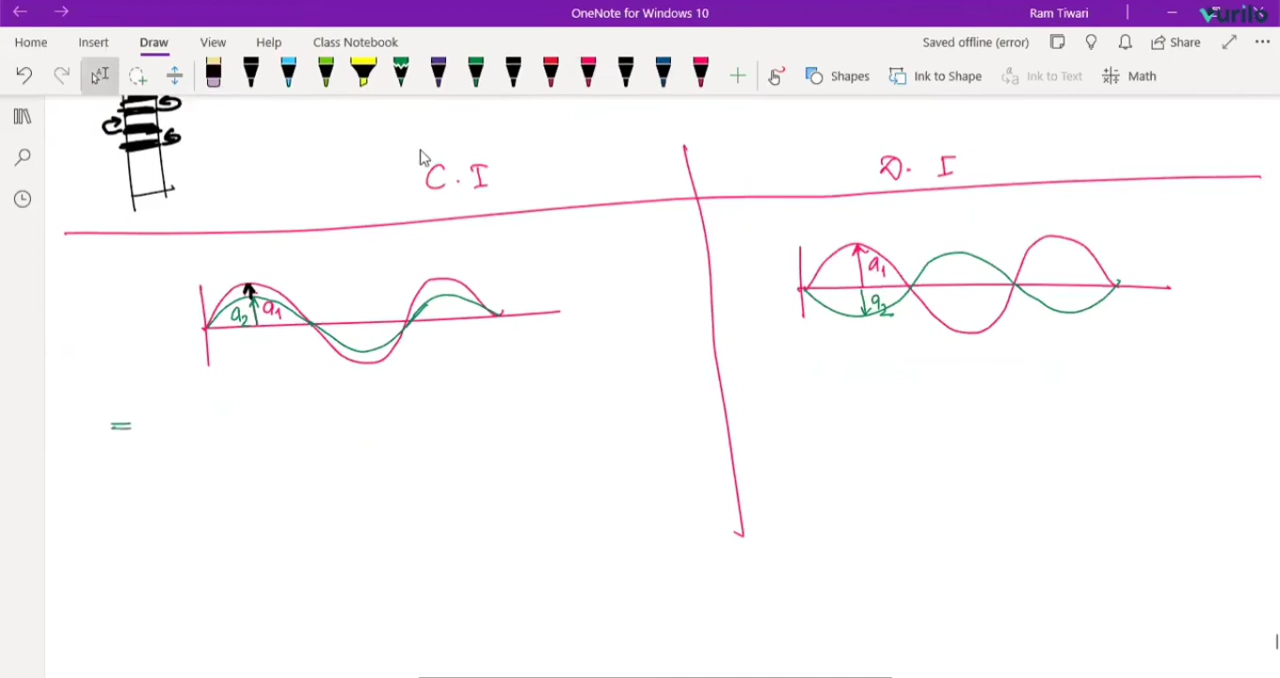 OneNote for Windows 10
Ram Tiwari
Yurilo
Home Insert Draw View Help Class Notebook
Saved offline (error)
Share
Shapes
Ink to Shape
Ink to Text
Math
C. I
D. I
a2 a1
a1
a2
=